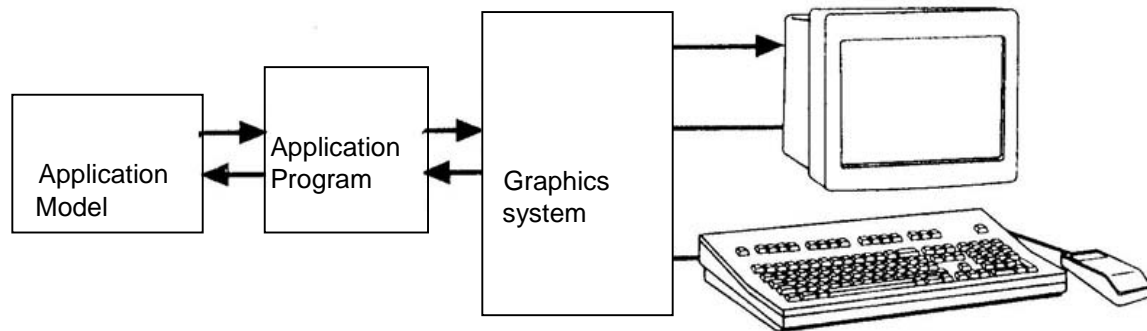 Application
Model
Application
Program
Graphics
system